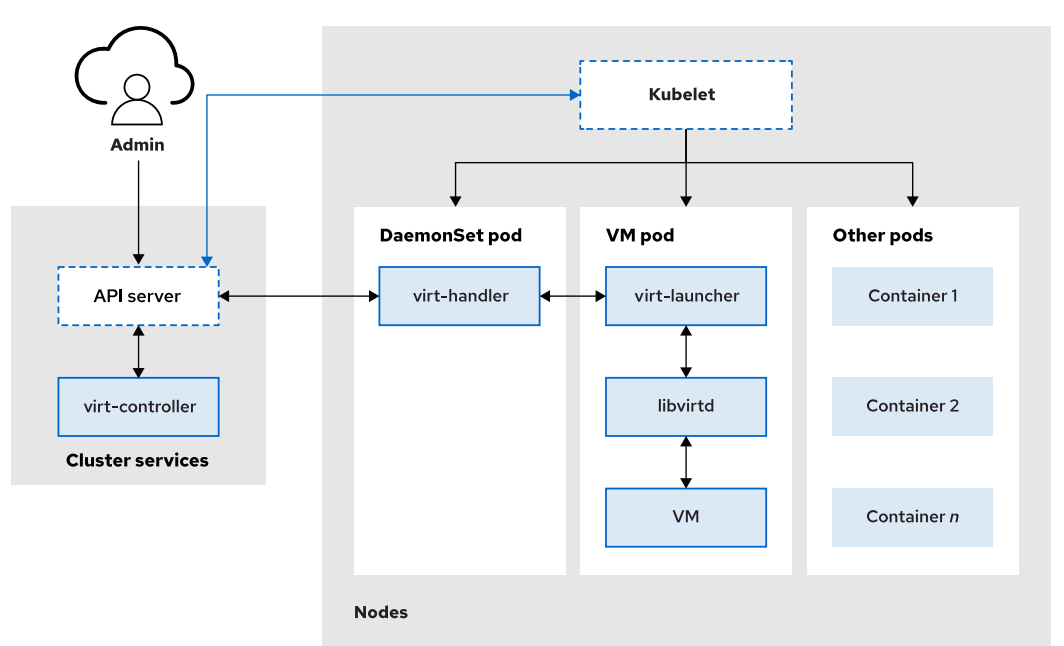 Admin
API server
virt-controller
Cluster services
Kubelet
DaemonSet pod
virt-handler
VM pod
virt-launcher
libvirtd
VM
Other pods
Container 1
Container 2
Container n
Nodes